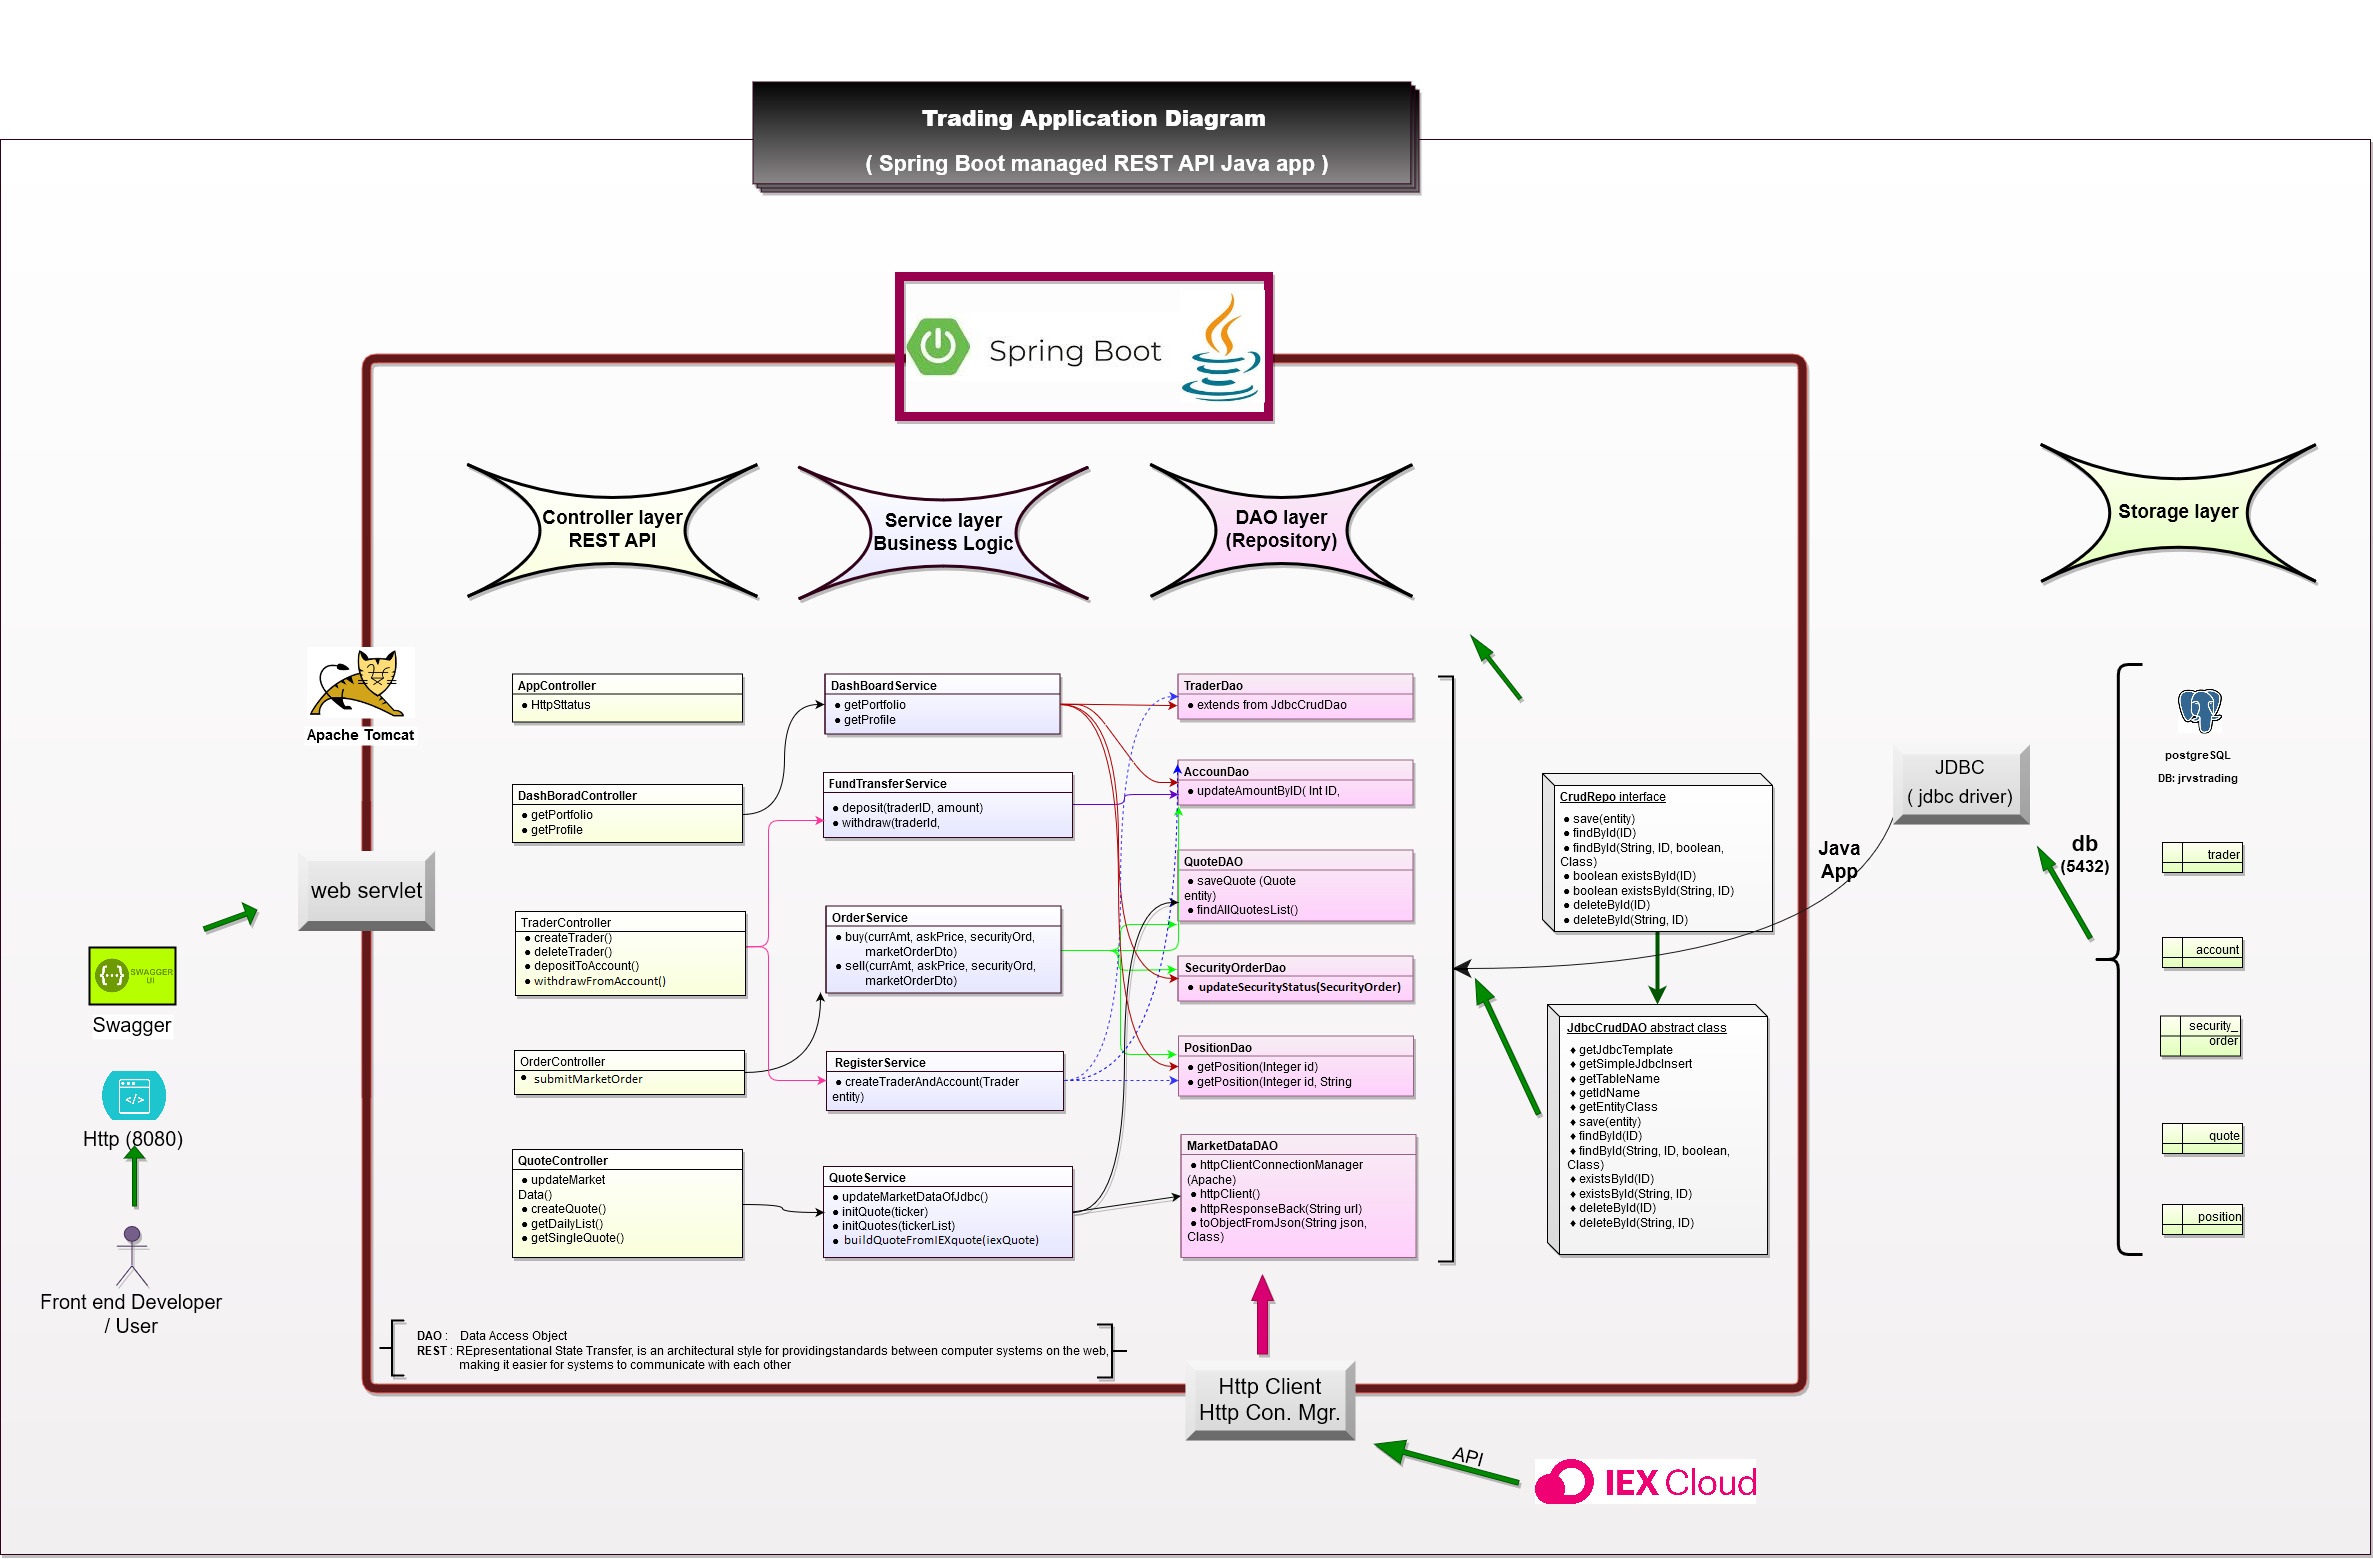 Trading Application Diagram
( Spring Boot managed REST API Java app )
Spring Boot
Controller layer
REST API
Service layer
Business Logic
DAO layer
(Repository)
Storage layer
Apache Tomcat
web servlet
SWAGGER
UI
Swagger
</>
Http (8080)
Front end Developer
/ User
AppController
● HttpSttatus
DashBoradController
● getPortfolio
● getProfile
TraderController
● createTrader()
● deleteTrader()
● depositToAccount()
● withdrawFromAccount()
OrderController
● submitMarketOrder
QuoteController
● updateMarket
Data()
● createQuote()
● getDailyList()
● getSingleQuote()
DashBoardService
● getPortfolio
● getProfile
FundTransferService
● deposit(traderID, amount)
● withdraw(traderId,
OrderService
● buy(currAmt, askPrice, securityOrd,
marketOrderDto)
● sell(currAmt, askPrice, securityOrd,
marketOrderDto)
RegisterService
● createTraderAndAccount(Trader
entity)
QuoteService
● updateMarketDataOfJdbc()
● initQuote(ticker)
● initQuotes(tickerList)
● buildQuoteFromIEXquote(iexQuote)
TraderDao
● extends from JdbcCrudDao
AccounDao
● updateAmountByID( Int ID,
QuoteDAO
● saveQuote (Quote
entity)
● findAllQuotesList()
SecurityOrderDao
● updateSecurityStatus(SecurityOrder)
PositionDao
● getPosition(Integer id)
● getPosition(Integer id, String
MarketDataDAO
● httpClientConnectionManager
(Apache)
● httpClient()
● httpResponseBack(String url)
● toObjectFromJson(String json,
Class)
CrudRepo interface
● save(entity)
● findById(ID)
● findById(String, ID, boolean,
Class)
● boolean existsById(ID)
● boolean existsById(String, ID)
● deleteById(ID)
● deleteById(String, ID)
JdbcCrudDAO abstract class
♦ getJdbcTemplate
♦ getSimpleJdbcInsert
♦ getTableName
♦ getIdName
♦ getEntityClass
♦ save(entity)
♦ findById(ID)
♦ findById(String, ID, boolean,
Class)
♦ existsById(ID)
♦ existsById(String, ID)
♦ deleteById(ID)
♦ deleteById(String, ID)
Java
App
JDBC
( jdbc driver)
db
(5432)
postgreSQL
DB: jrvstrading
trader
account
security_
order
quote
position
DAO : Data Access Object
REST : REpresentational State Transfer, is an architectural style for providingstandards between computer systems on the web,
making it easier for systems to communicate with each other
Http Client
Http Con. Mgr.
API
IEX Cloud